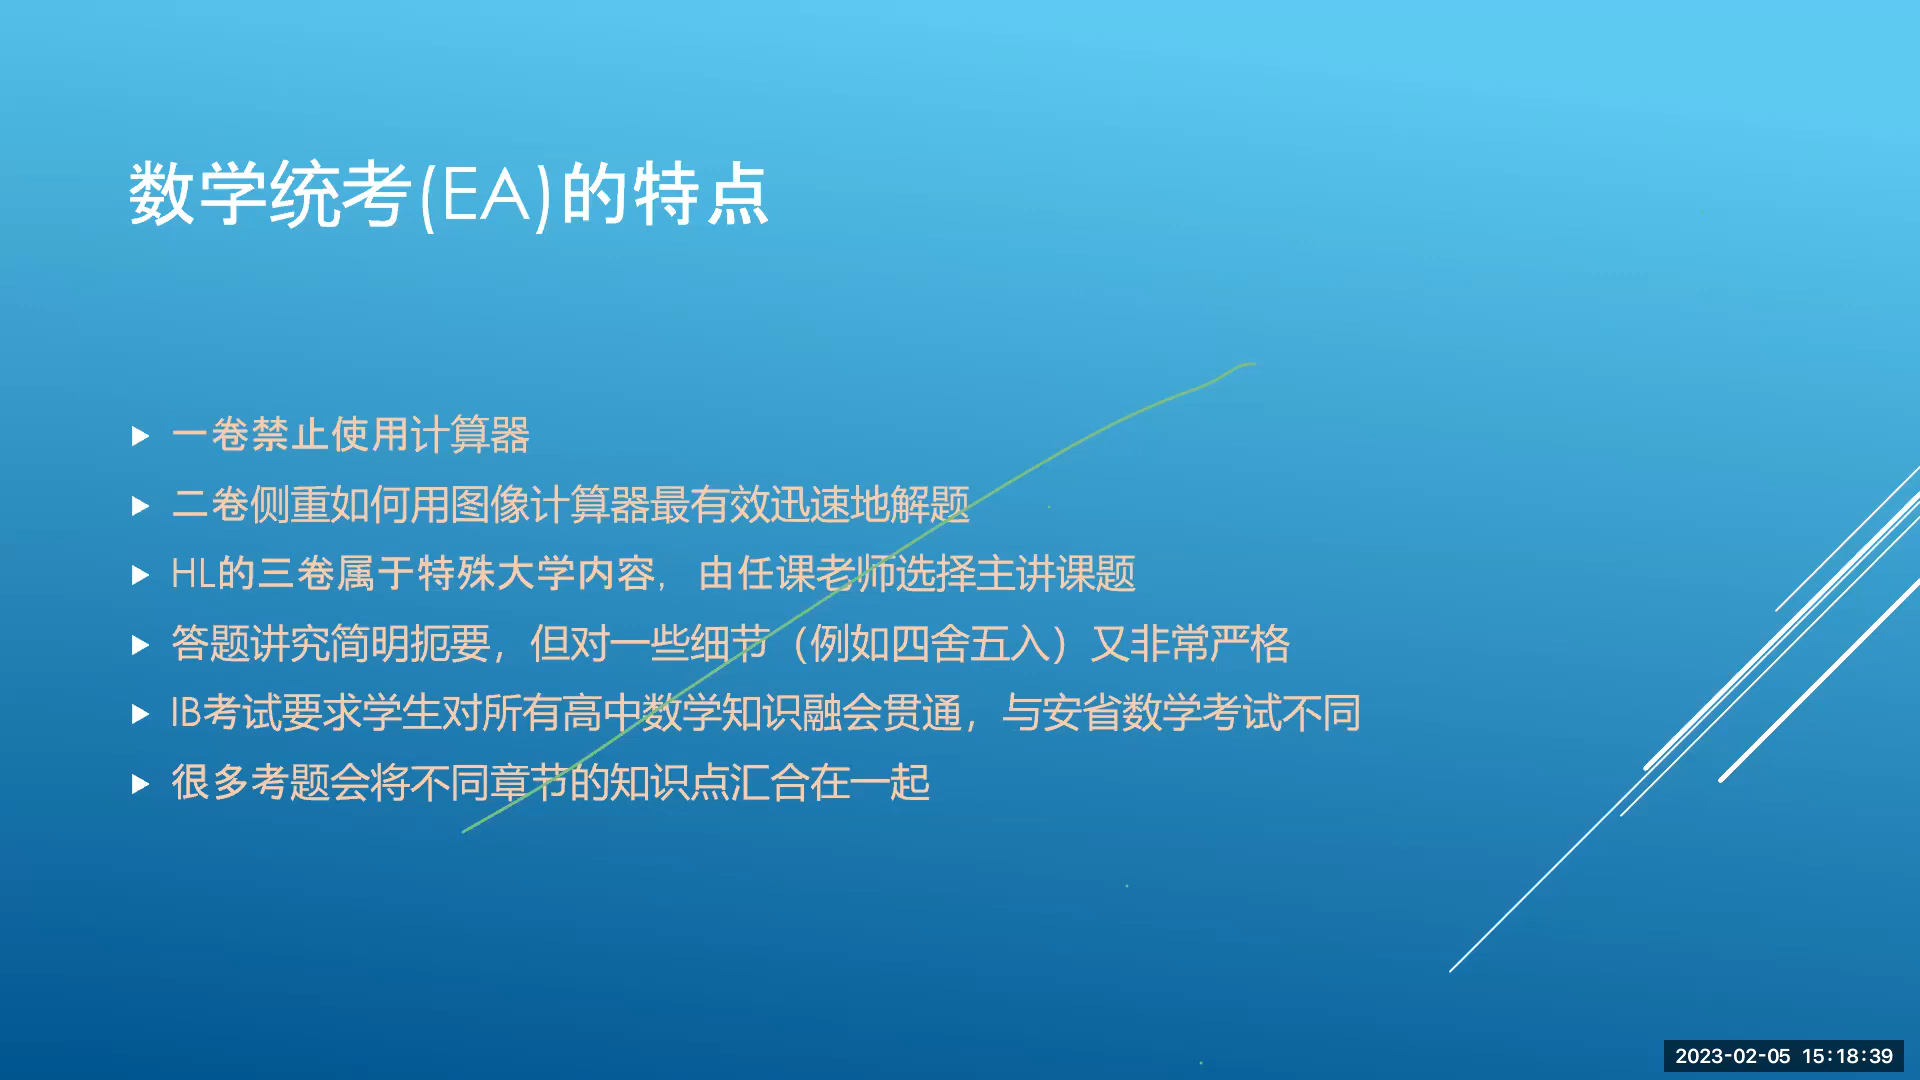 数学统考(EA)的特点
一卷禁止使用计算器
二卷侧重如何用图像计算器最有效迅速地解题
HL的三卷属于特殊大学内容，由任课老师选择主讲课题
答题讲究简明扼要，但对一些细节（例如四舍五入）又非常严格
IB考试要求学生对所有高中数学知识融会贯通，与安省数学考试不同
很多考题会将不同章节的知识点汇合在一起
2023-02-05 15:18:39